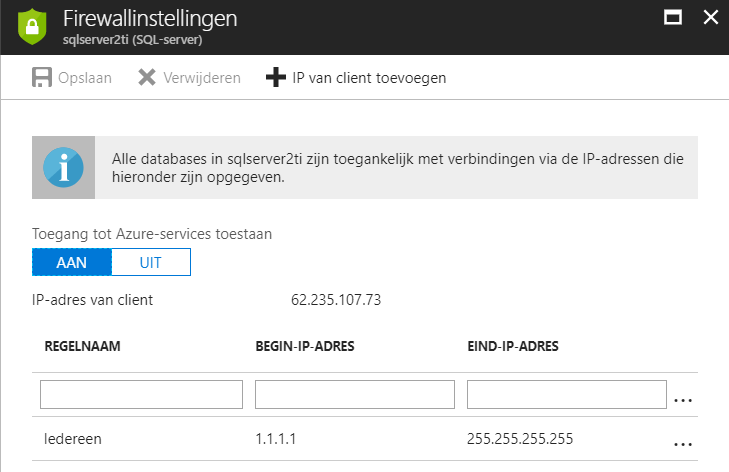 Firewallinstellingen
sqlserver2ti (SQL-server)
Opslaan Verwijderen IP van client toevoegen
Alle databases in sqlserver2ti zijn toegankelijk met verbindingen via de IP-adressen die
hieronder zijn opgegeven.
Toegang tot Azure-services toestaan
AAN UIT
IP-adres van client 62.235.107.73
REGELNAAM BEGIN-IP-ADRES EIND-IP-ADRES
...
Iedereen 1.1.1.1 255.255.255.255 ...